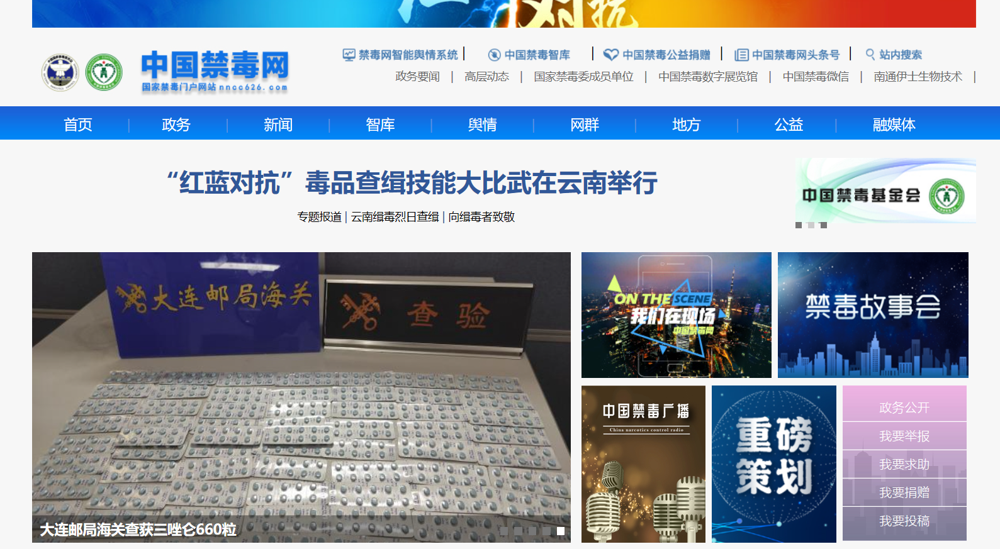 对抗
禁毒网智能舆情系统
中国禁毒智库
中国禁毒公益捐赠
中国禁毒网头条号
站内搜索
中国禁毒网
国家禁毒门户网站 nncc626.com
政务要闻 | 高层动态 | 国家禁毒委成员单位 | 中国禁毒数字展览馆 | 中国禁毒微信 | 南通伊士生物技术 |
首页 | 政务 | 新闻 | 智库 | 舆情 | 网群 | 地方 | 公益 | 融媒体
“红蓝对抗”毒品查缉技能大比武在云南举行
专题报道 | 云南缉毒烈日查缉 | 向缉毒者致敬
中国禁毒基金会
大连邮局海关
查验
大连邮局海关查获三唑仑660粒
ON THE SCENE
我们在现场
中国禁毒网
禁毒故事会
中国禁毒广播
China narcotics control radio
重磅
策划
政务公开
我要举报
我要求助
我要捐赠
我要投稿